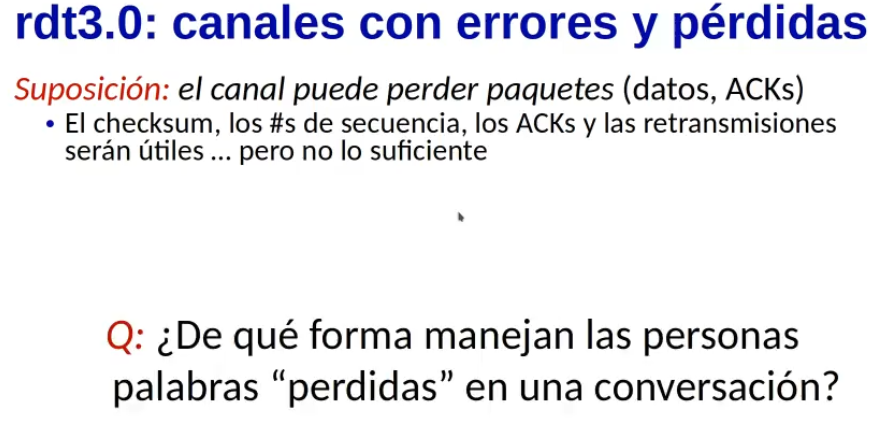 rdt3.0: canales con errores y pérdidas
Suposición: el canal puede perder paquetes (datos, ACKs)
• El checksum, los #s de secuencia, los ACKs y las retransmisiones
serán útiles ... pero no lo suficiente
Q: ¿De qué forma manejan las personas
palabras “perdidas” en una conversación?